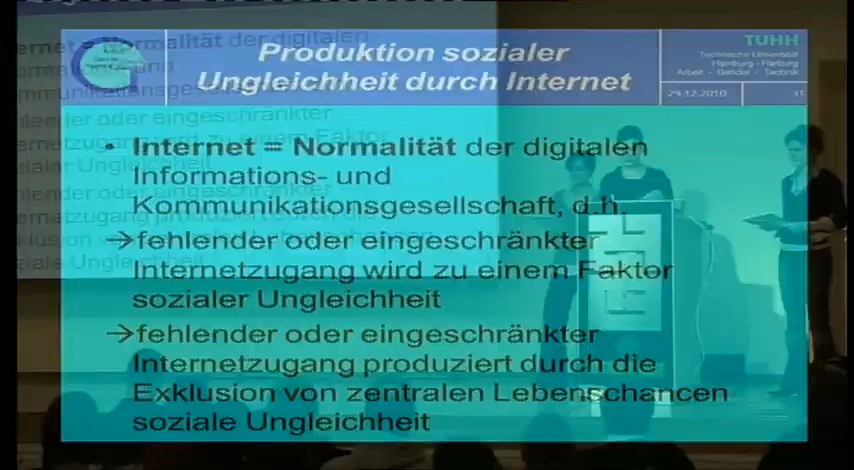 Produktion sozialer
Ungleichheit durch Internet
TUHH
Technische Universität
Hamburg-Harburg
Arbeit - Gender - Technik
29.12.2010
31
• Internet = Normalität der digitalen
Informations- und
Kommunikationsgesellschaft, d.h.
→fehlender oder eingeschränkter
Internetzugang wird zu einem Faktor
sozialer Ungleichheit
→fehlender oder eingeschränkter
Internetzugang produziert durch die
Exklusion von zentralen Lebenschancen
soziale Ungleichheit